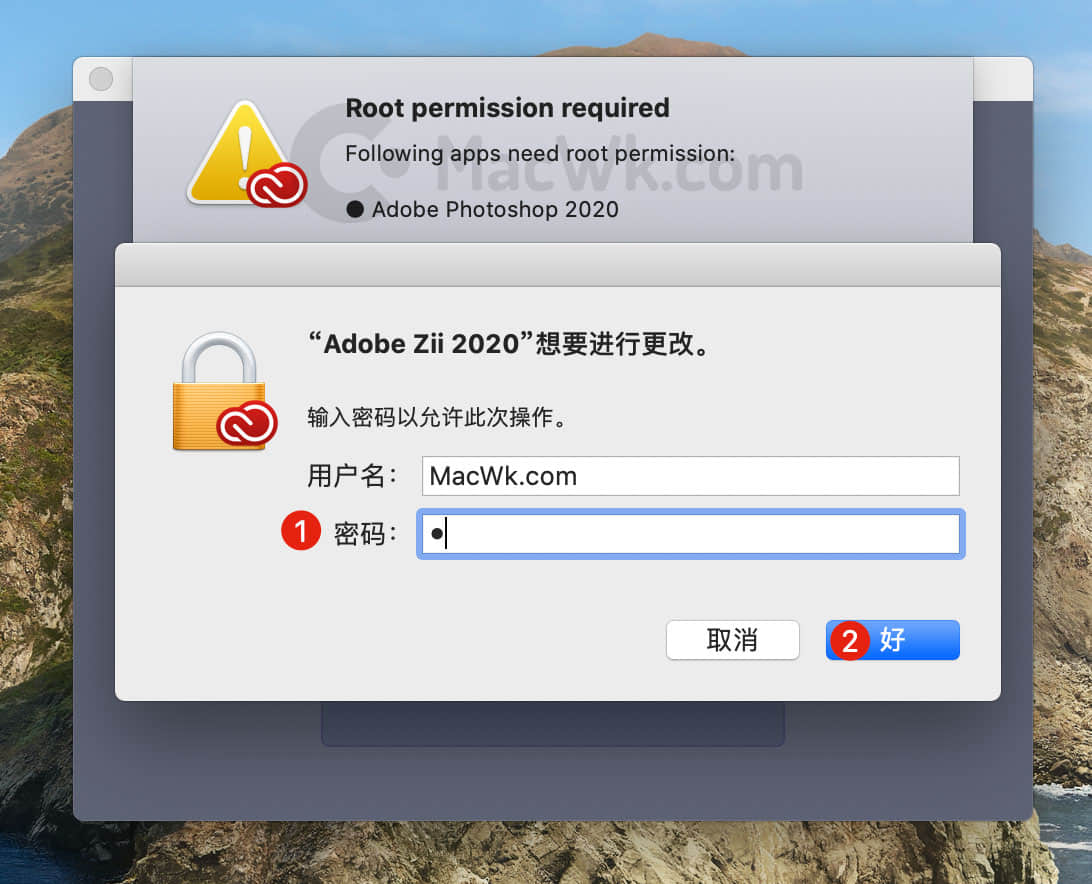 Root permission required
Following apps need root permission:
MacWk.com
● Adobe Photoshop 2020
“Adobe Zii 2020”想要进行更改。
输入密码以允许此次操作。
用户名： MacWk.com
1 密码： ●
取消 2 好